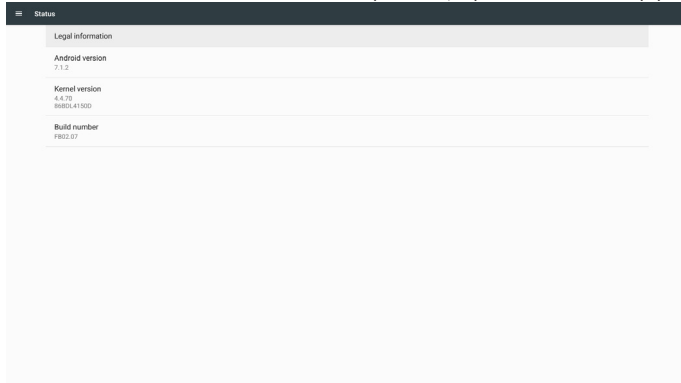 Status
Legal information
Android version
7.1.2
Kernel version
4.4.70
86BDL4150D
Build number
FB02.07